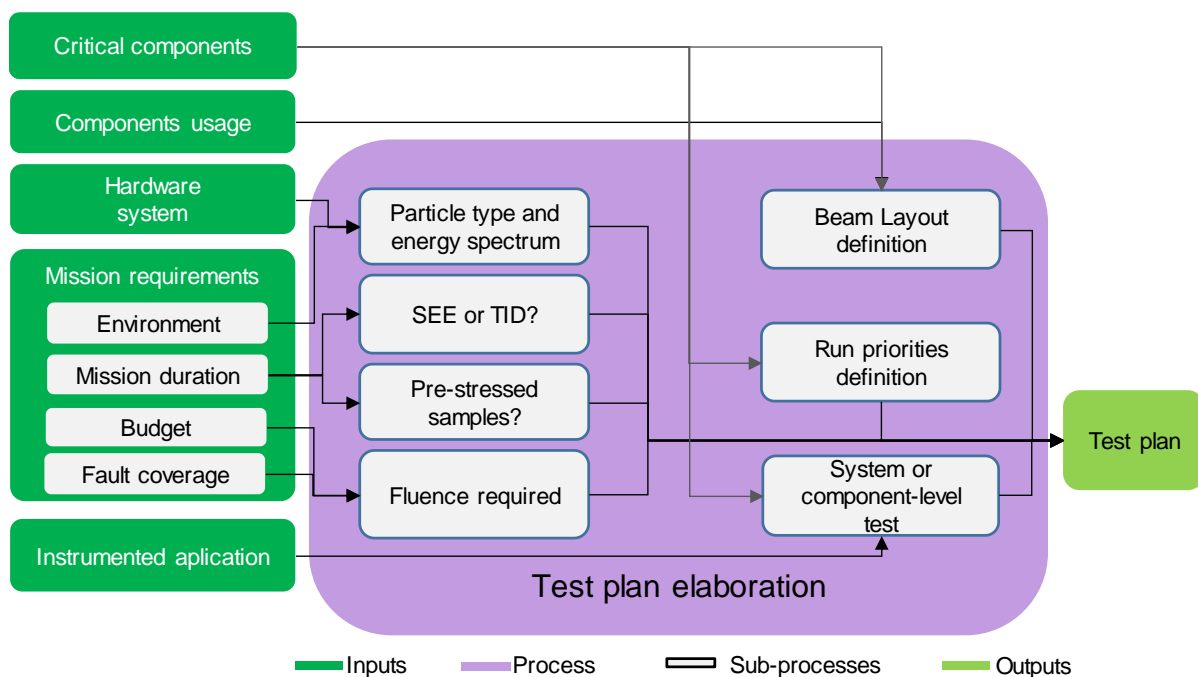 Critical components
Components usage
Hardware
system
Mission requirements
Environment
Mission duration
Budget
Fault coverage
Instrumented aplication
Particle type and
energy spectrum
SEE or TID?
Pre-stressed
samples?
Fluence required
Beam Layout
definition
Run priorities
definition
System or
component-level
test
Test plan elaboration
Test plan
Inputs
Process
Sub-processes
Outputs